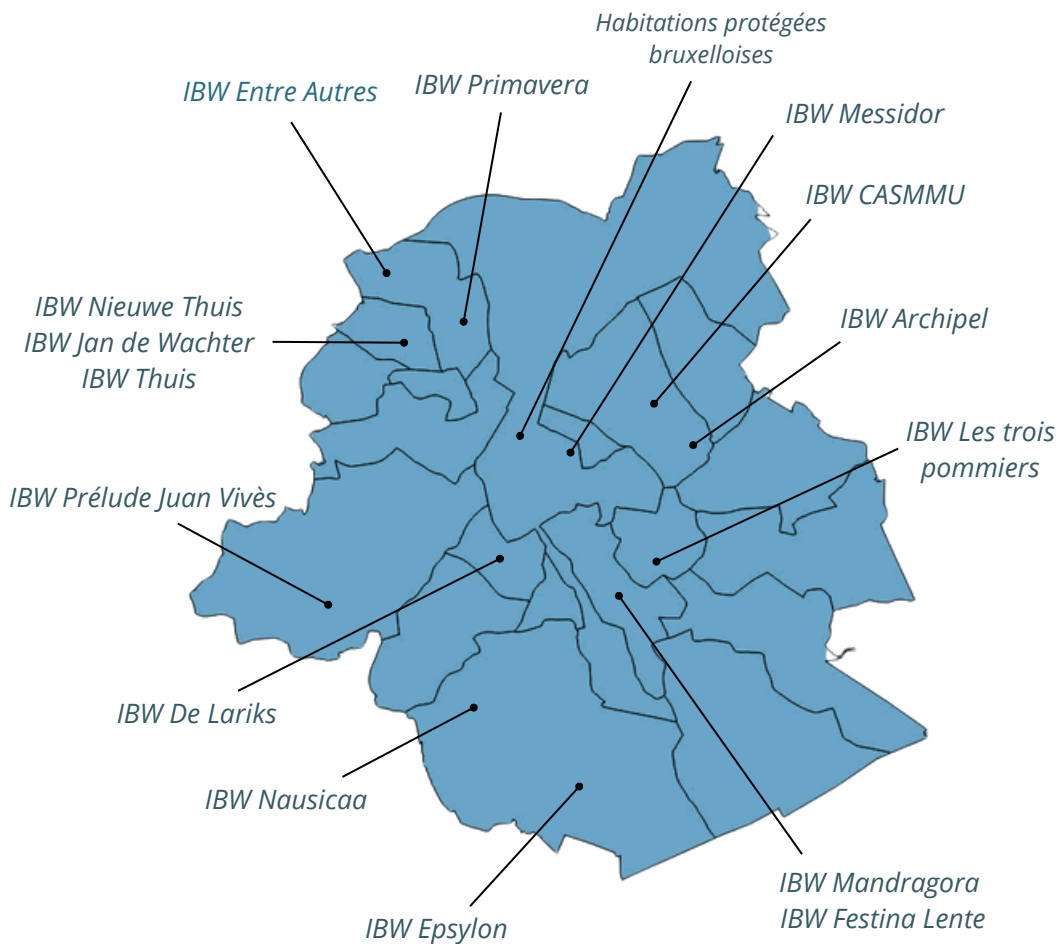 Habitations protégées
bruxelloises
IBW Entre Autres
IBW Primavera
IBW Messidor
IBW CASMMU
IBW Nieuwe Thuis
IBW Jan de Wachter
IBW Thuis
IBW Archipel
IBW Les trois
pommiers
IBW Prélude Juan Vivès
IBW De Lariks
IBW Nausicaa
IBW Mandragora
IBW Festina Lente
IBW Epsylon